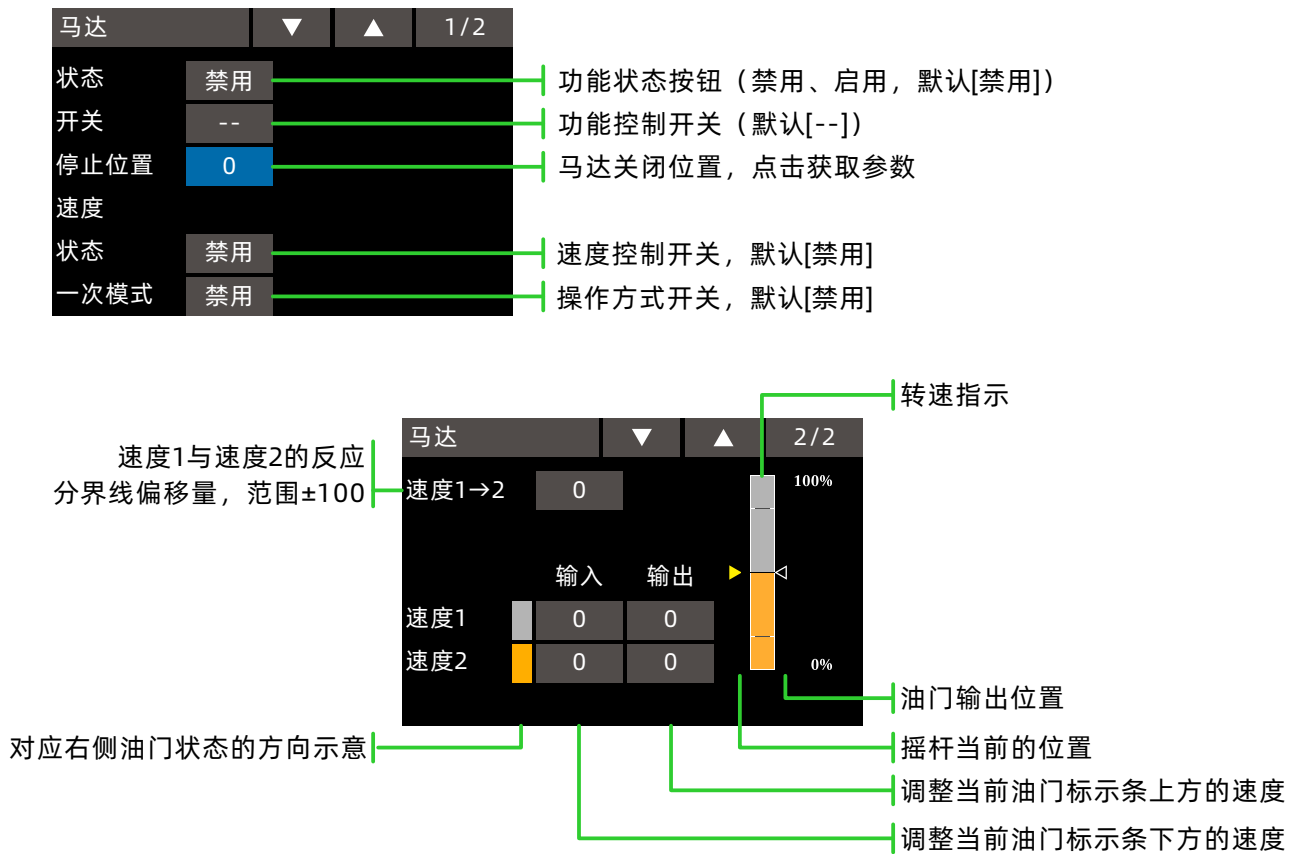 马达 ▼ ▲ 1/2
状态 禁用 功能状态按钮（禁用、启用，默认[禁用]）
开关 -- 功能控制开关（默认[--]）
停止位置 0 马达关闭位置，点击获取参数
速度
状态 禁用 速度控制开关，默认[禁用]
一次模式 禁用 操作方式开关，默认[禁用]
转速指示
马达 ▼ ▲ 2/2
速度1与速度2的反应
分界线偏移量，范围±100
速度1→2 0 100%
输入 输出
速度1 0 0
速度2 0 0 0%
油门输出位置
对应右侧油门状态的方向示意 摇杆当前的位置
调整当前油门标示条上方的速度
调整当前油门标示条下方的速度